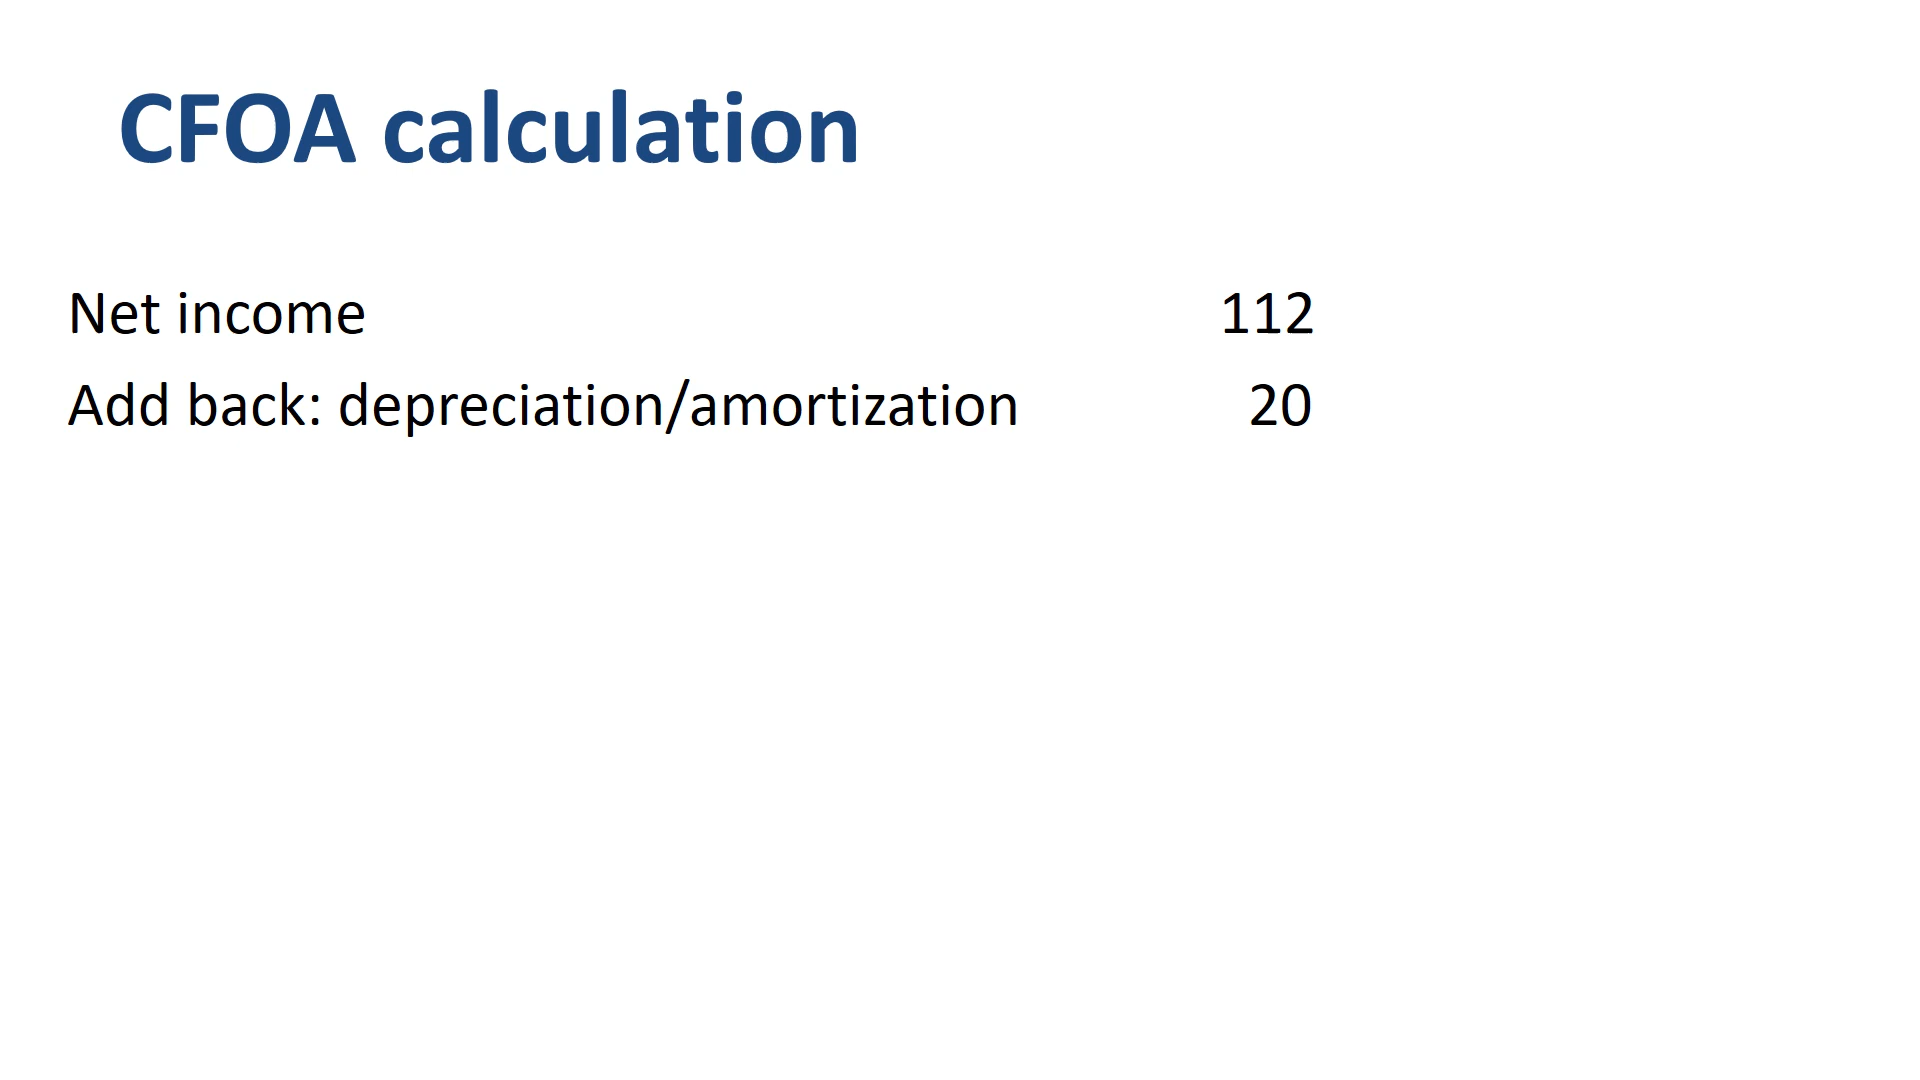 CFOA calculation
Net income 112
Add back: depreciation/amortization 20